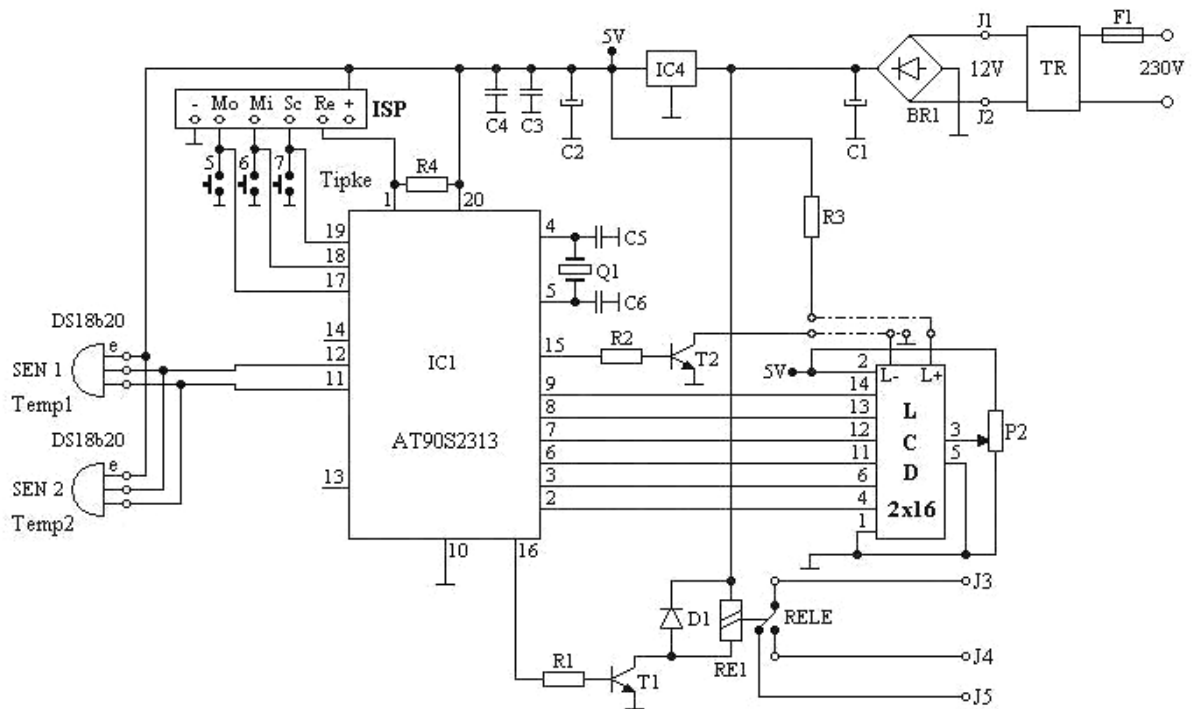 J1
F1
5V
IC4
12V
TR
230V
- Mo Mi Sc Re +
ISP
BR1
J2
C4
C3
C2
C1
5
6
7
Tipke
R4
1
20
R3
19
18
17
4
C5
Q1
5
C6
DS18b20
e
SEN 1
Temp1
14
12
11
IC1
15
R2
T2
5V
2
L-
L+
9
14
L
8
13
C
7
12
3
P2
AT90S2313
6
11
D
5
DS18b20
e
SEN 2
Temp2
13
3
6
2
4
2x16
1
10
16
J3
D1
RELE
RE1
J4
R1
T1
J5